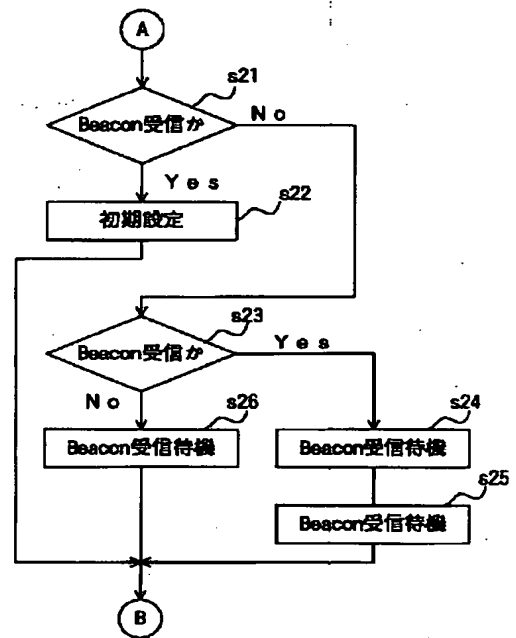 A
s21
Beacon受信か
No
Yes
s22
初期設定
s23
Beacon受信か
Yes
No
s26
s24
Beacon受信待機
Beacon受信待機
s25
Beacon受信待機
B